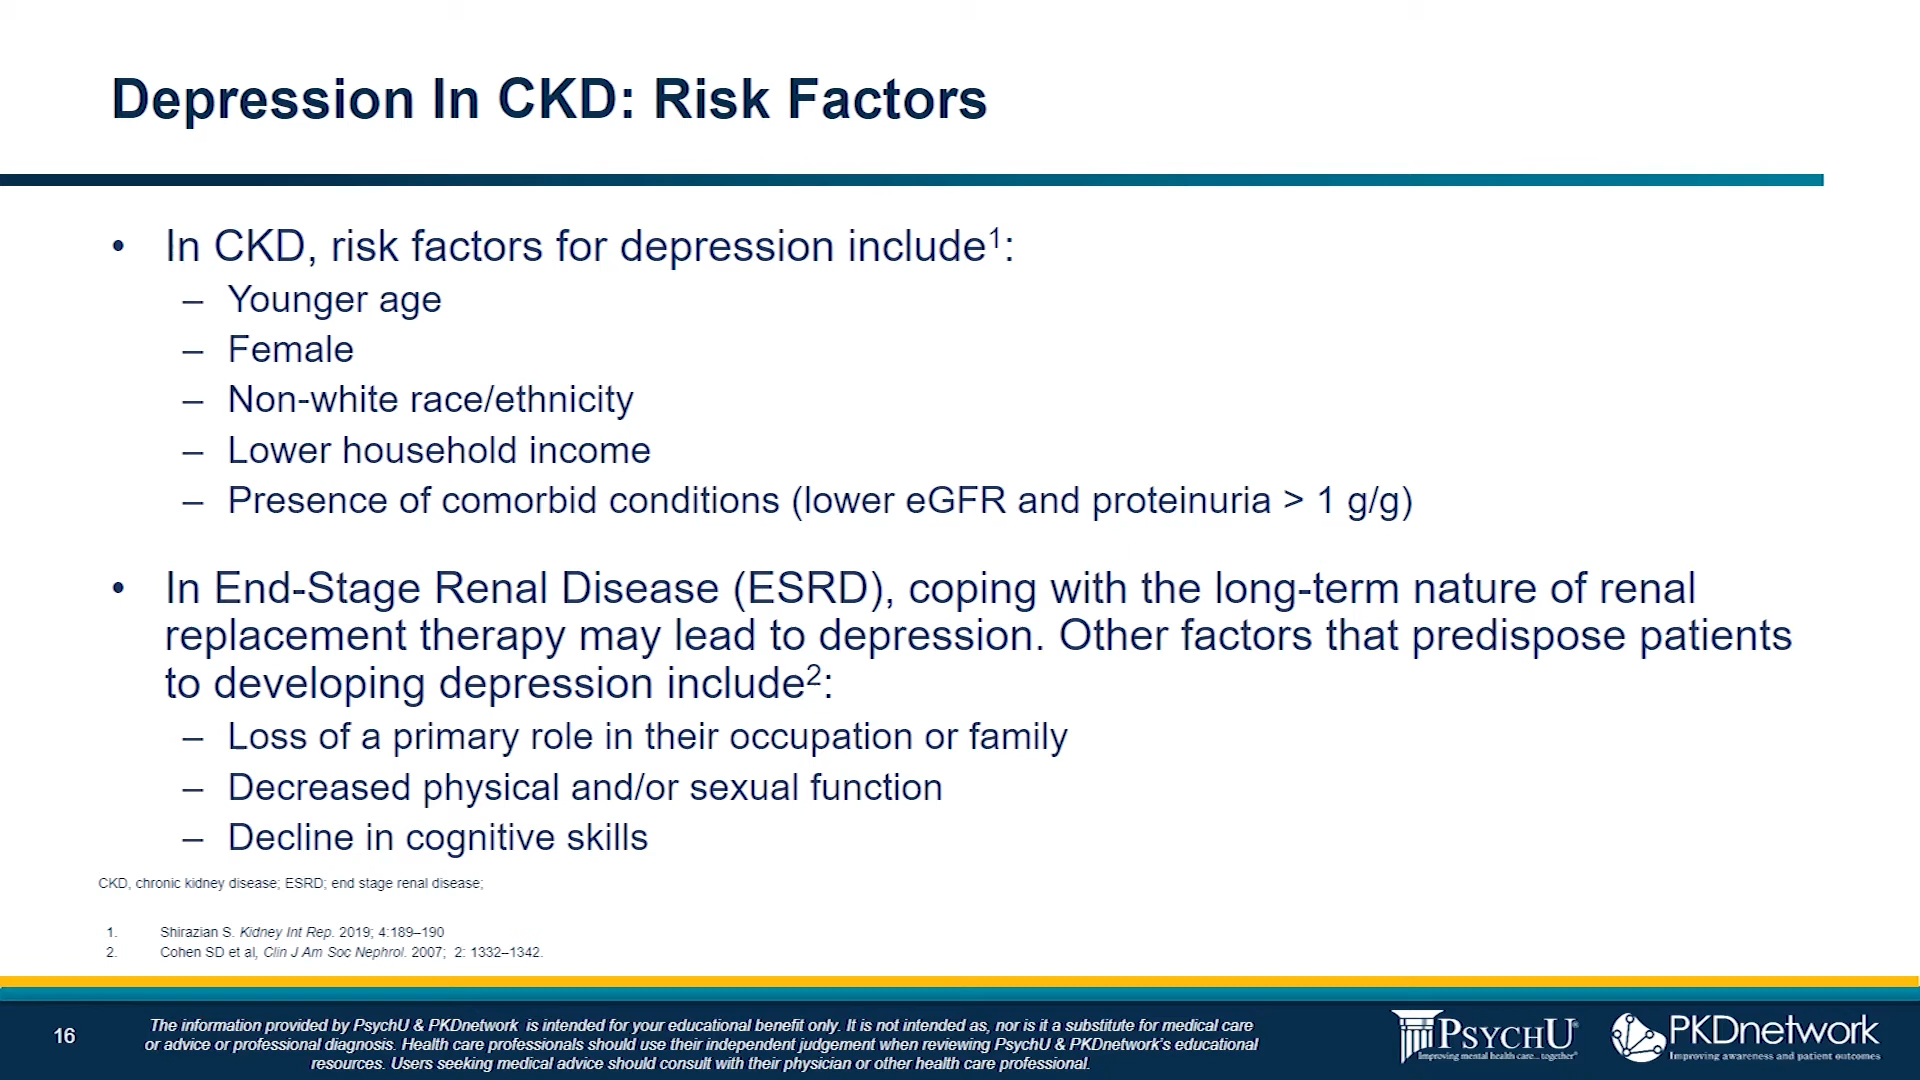 Depression In CKD: Risk Factors
• In CKD, risk factors for depression include¹:
– Younger age
– Female
– Non-white race/ethnicity
– Lower household income
– Presence of comorbid conditions (lower eGFR and proteinuria > 1 g/g)
• In End-Stage Renal Disease (ESRD), coping with the long-term nature of renal
replacement therapy may lead to depression. Other factors that predispose patients
to developing depression include²:
– Loss of a primary role in their occupation or family
– Decreased physical and/or sexual function
– Decline in cognitive skills
CKD, chronic kidney disease; ESRD; end stage renal disease;
1. Shirazian S. Kidney Int Rep. 2019; 4:189–190
2. Cohen SD et al, Clin J Am Soc Nephrol. 2007; 2: 1332–1342.
16
The information provided by PsychU & PKDnetwork is intended for your educational benefit only. It is not intended as, nor is it a substitute for medical care
or advice or professional diagnosis. Health care professionals should use their independent judgement when reviewing PsychU & PKDnetwork's educational
resources. Users seeking medical advice should consult with their physician or other health care professional.
PSYCHU®
Improving mental health care... together®
PKDnetwork
Improving awareness and patient outcomes